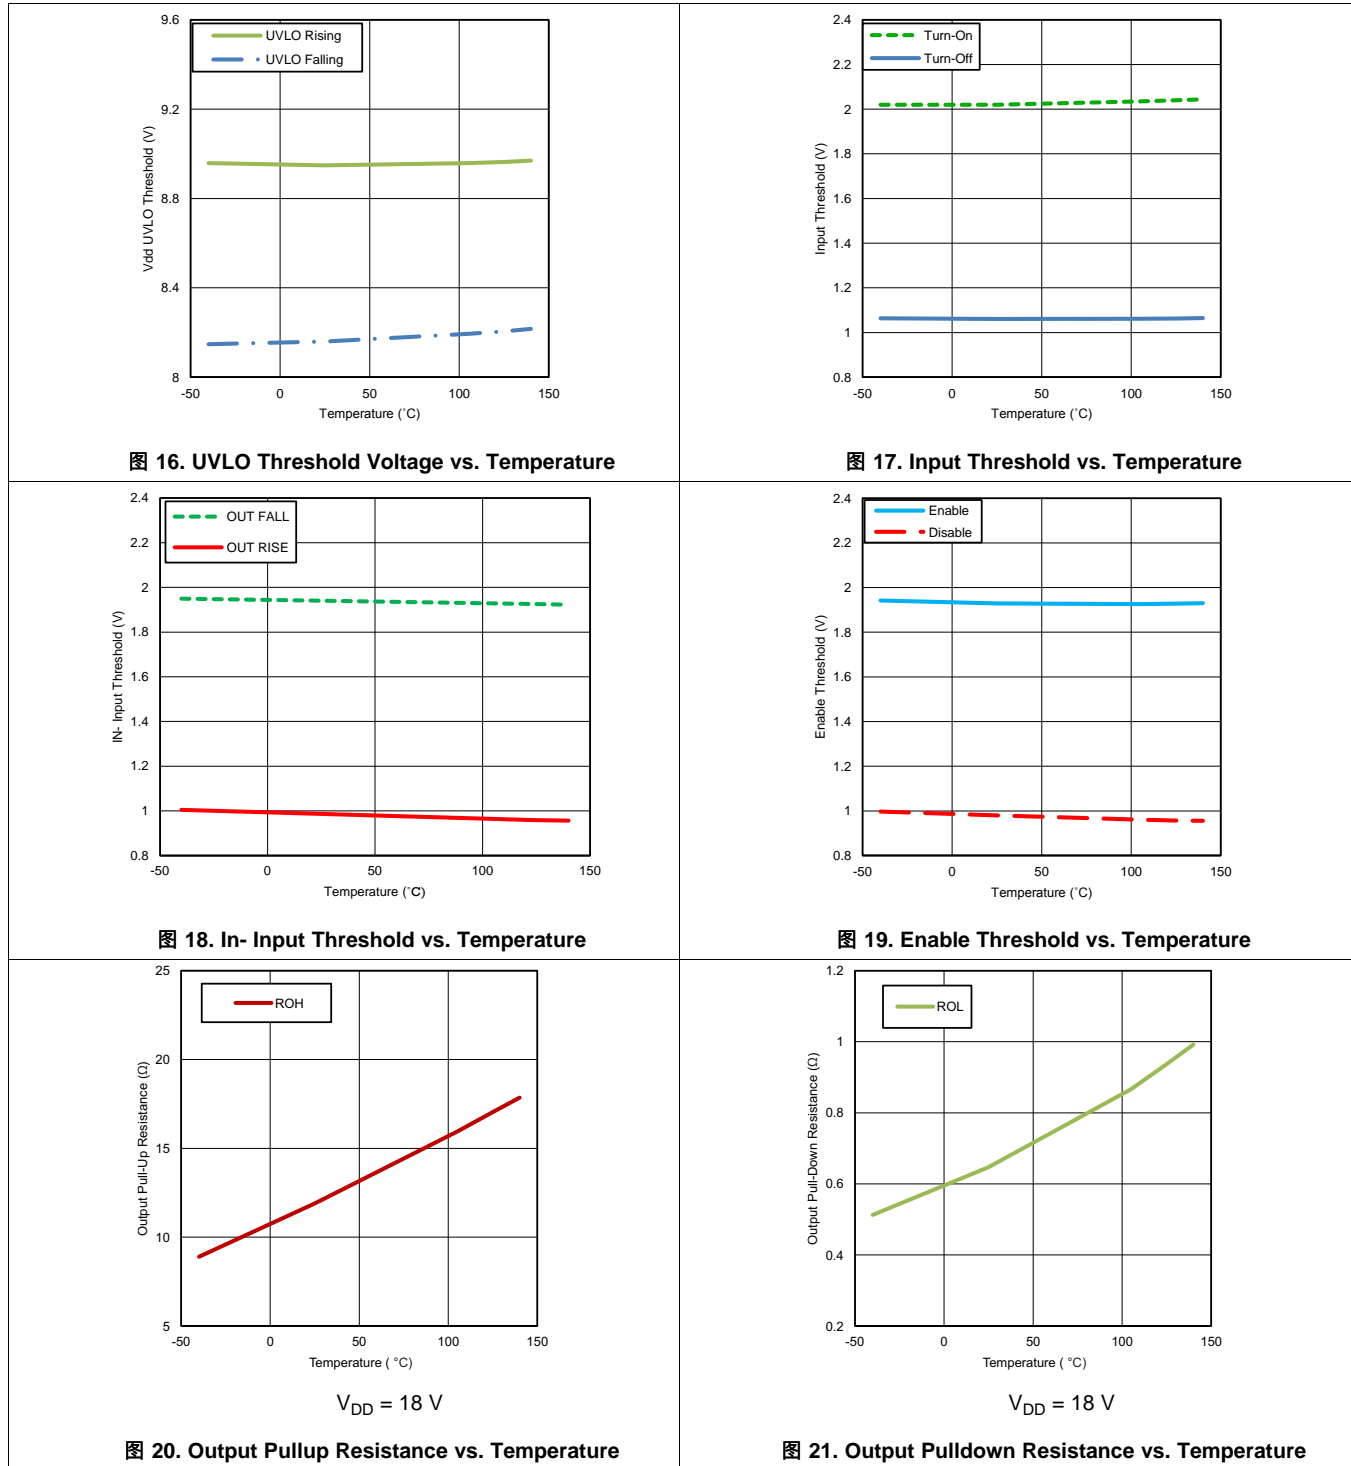 9.6
9.2
8.8
8.4
8
-50
0
50
100
150
UVLO Rising
UVLO Falling
Vdd UVLO Threshold (V)
Temperature (°C)
图 16. UVLO Threshold Voltage vs. Temperature
2.4
2.2
2
1.8
1.6
1.4
1.2
1
0.8
-50
0
50
100
150
Turn-On
Turn-Off
Input Threshold (V)
Temperature (°C)
图 17. Input Threshold vs. Temperature
2.4
2.2
2
1.8
1.6
1.4
1.2
1
0.8
-50
0
50
100
150
OUT FALL
OUT RISE
IN- Input Threshold (V)
Temperature (°C)
图 18. In- Input Threshold vs. Temperature
2.4
2.2
2
1.8
1.6
1.4
1.2
1
0.8
-50
0
50
100
150
Enable
Disable
Enable Threshold (V)
Temperature (°C)
图 19. Enable Threshold vs. Temperature
25
20
15
10
5
-50
0
50
100
150
ROH
Output Pull-Up Resistance (Ω)
Temperature ( °C)
VDD = 18 V
图 20. Output Pullup Resistance vs. Temperature
1.2
1
0.8
0.6
0.4
0.2
-50
0
50
100
150
ROL
Output Pull-Down Resistance (Ω)
Temperature ( °C)
VDD = 18 V
图 21. Output Pulldown Resistance vs. Temperature